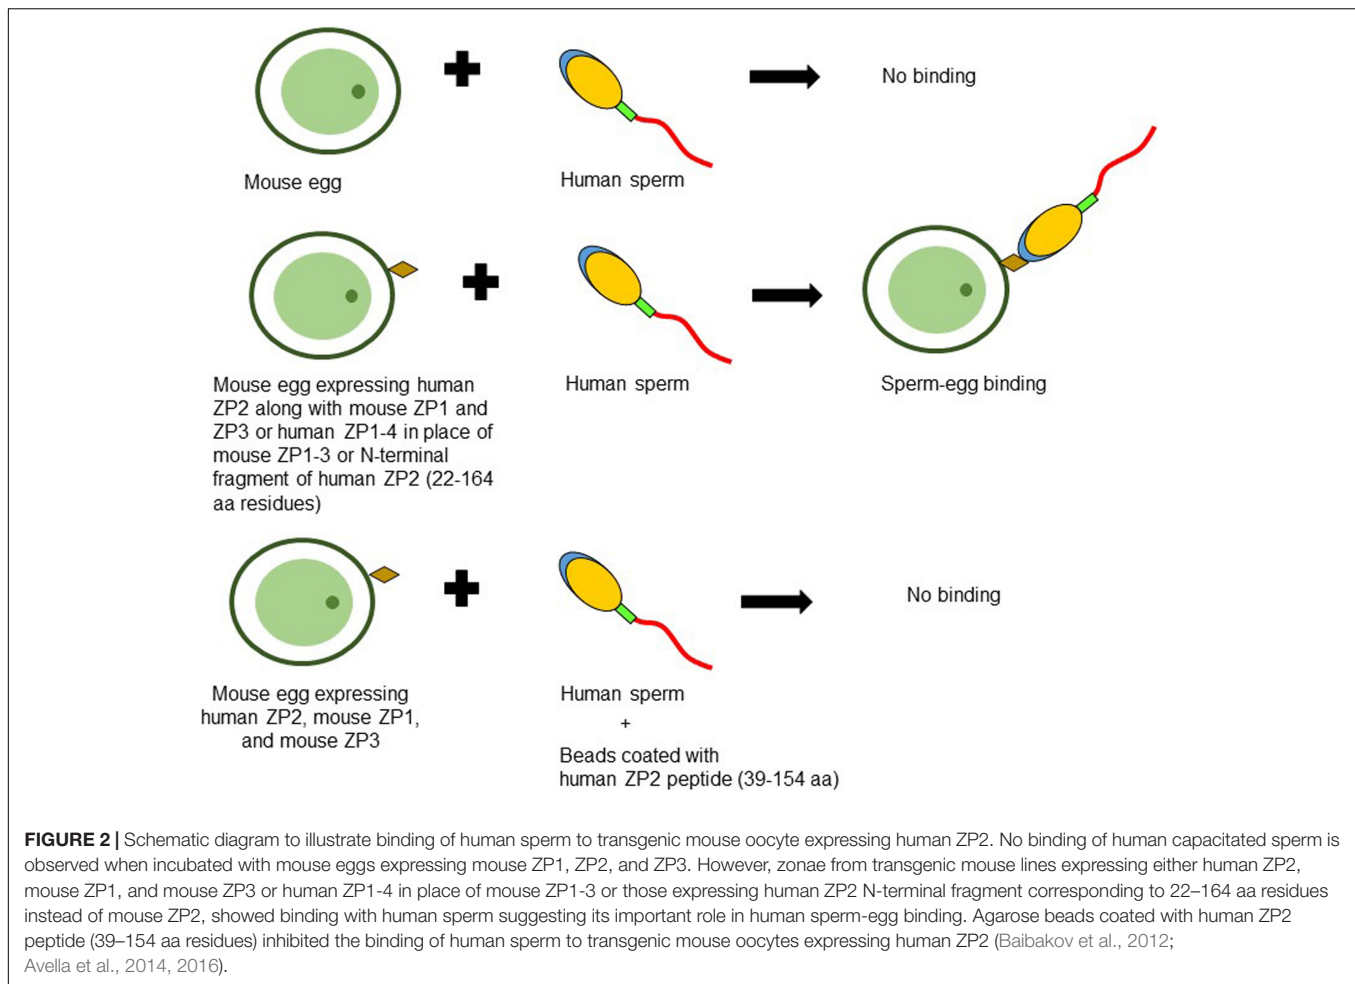 No binding
Mouse egg
Human sperm
Mouse egg expressing human
ZP2 along with mouse ZP1 and
ZP3 or human ZP1-4 in place of
mouse ZP1-3 or N-terminal
fragment of human ZP2 (22-164
aa residues)
Human sperm
Sperm-egg binding
No binding
Mouse egg expressing
human ZP2, mouse ZP1,
and mouse ZP3
Human sperm
+
Beads coated with
human ZP2 peptide (39-154 aa)
FIGURE 2 | Schematic diagram to illustrate binding of human sperm to transgenic mouse oocyte expressing human ZP2. No binding of human capacitated sperm is
observed when incubated with mouse eggs expressing mouse ZP1, ZP2, and ZP3. However, zonae from transgenic mouse lines expressing either human ZP2,
mouse ZP1, and mouse ZP3 or human ZP1-4 in place of mouse ZP1-3 or those expressing human ZP2 N-terminal fragment corresponding to 22–164 aa residues
instead of mouse ZP2, showed binding with human sperm suggesting its important role in human sperm-egg binding. Agarose beads coated with human ZP2
peptide (39–154 aa residues) inhibited the binding of human sperm to transgenic mouse oocytes expressing human ZP2 (Baibakov et al., 2012;
Avella et al., 2014, 2016).